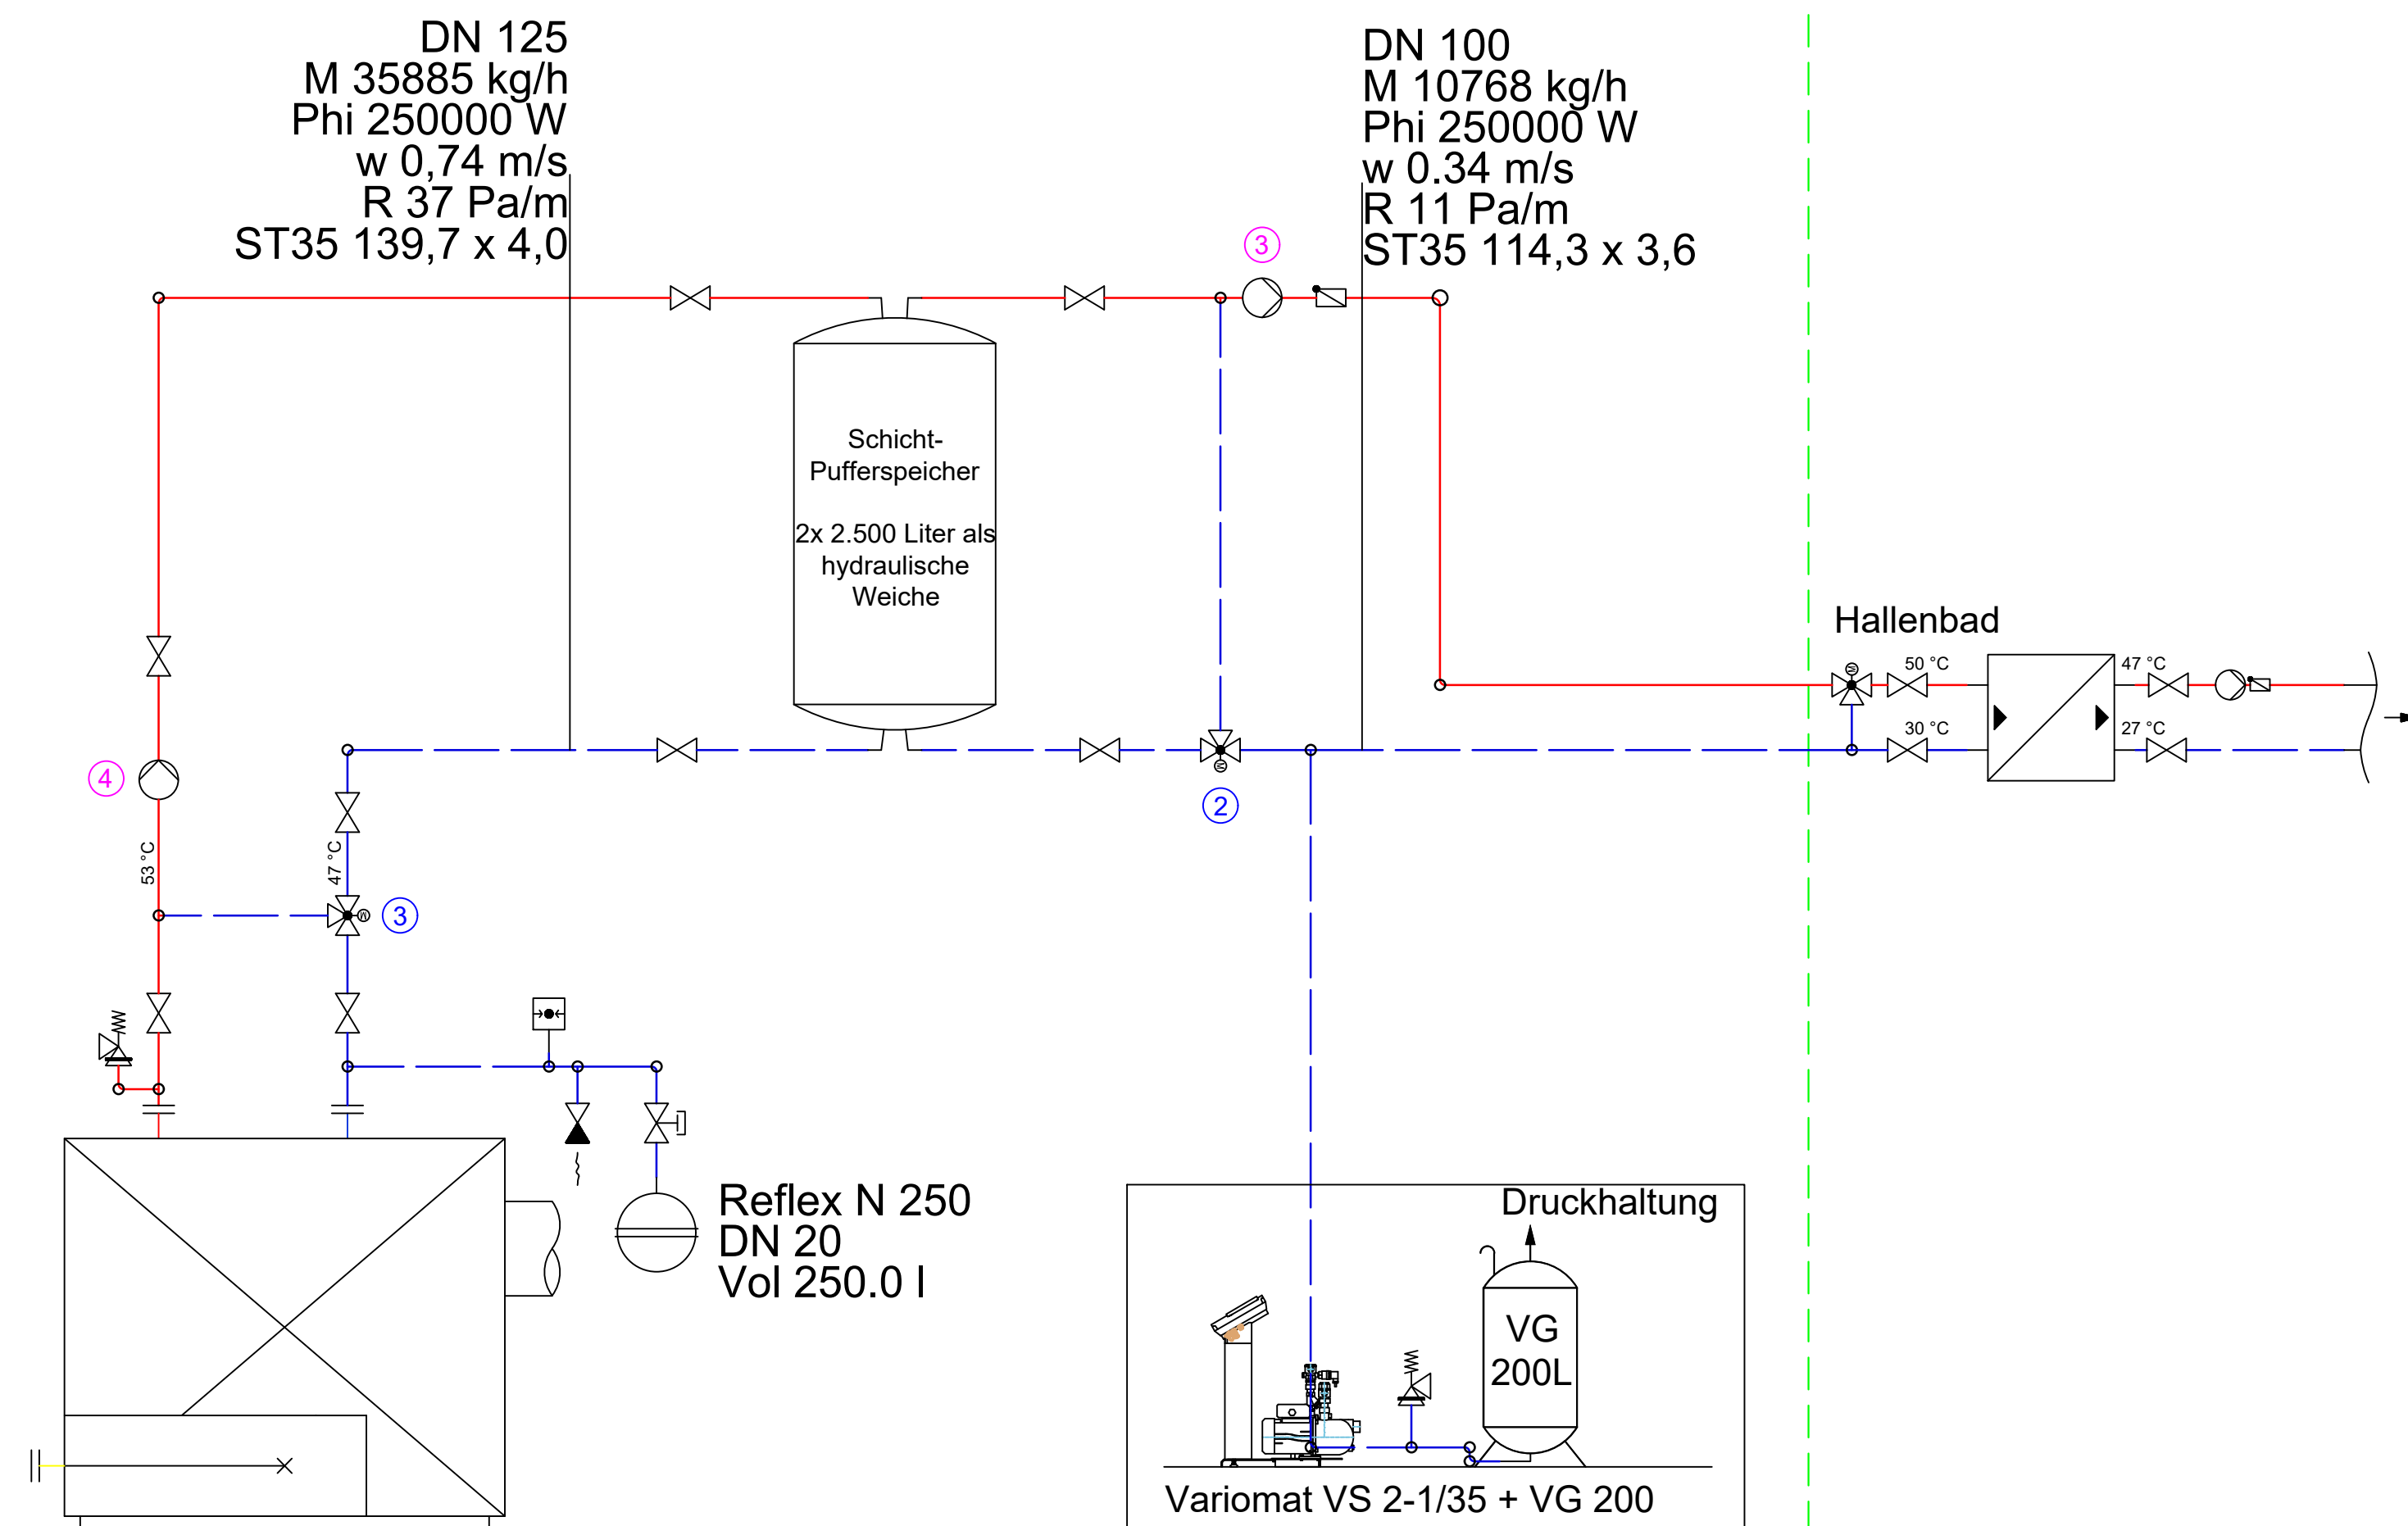 DN 125
M 35885 kg/h
Phi 250000 W
w 0,74 m/s
R 37 Pa/m
ST35 139,7 x 4,0
DN 100
M 10768 kg/h
Phi 250000 W
w 0.34 m/s
R 11 Pa/m
ST35 114,3 x 3,6
3
Schicht-
Pufferspeicher
2x 2.500 Liter als
hydraulische
Weiche
Hallenbad
M
50 °C
47 °C
30 °C
27 °C
4
M
2
53 °C
47 °C
M
3
Reflex N 250
DN 20
Vol 250.0 l
Druckhaltung
VG
200L
Variomat VS 2-1/35 + VG 200